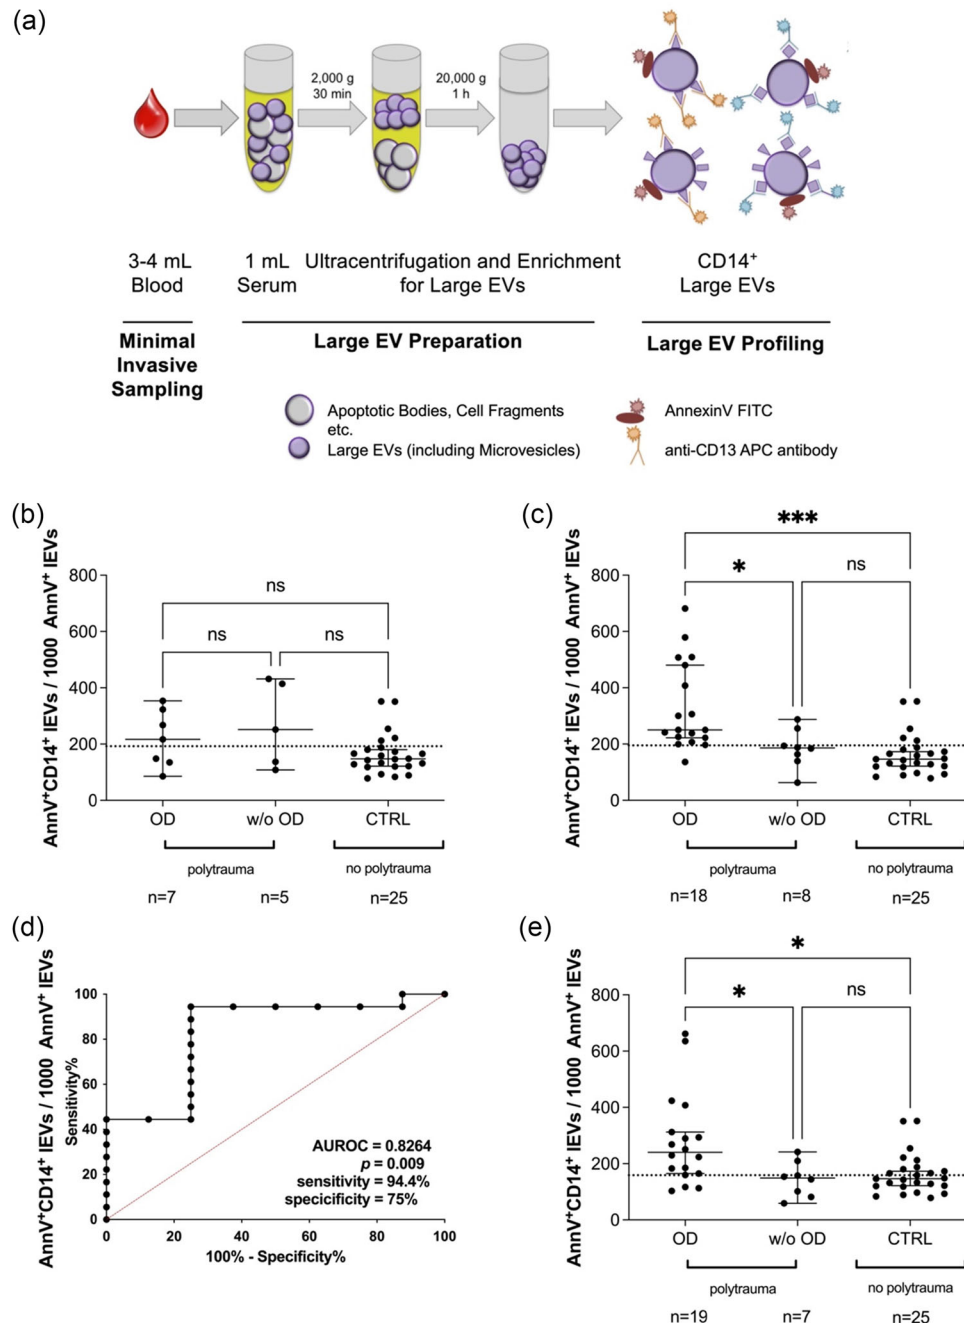 (a)
2,000 g
30 min
20,000 g
1 h
3-4 mL
Blood
1 mL
Serum
Ultracentrifugation and Enrichment
for Large EVs
CD14⁺
Large EVs
Minimal
Invasive
Sampling
Large EV Preparation
Large EV Profiling
Apoptotic Bodies, Cell Fragments
etc.
Large EVs (including Microvesicles)
AnnexinV FITC
anti-CD13 APC antibody
(b)
AnnV⁺CD14⁺ lEVs / 1000 AnnV⁺ lEVs
800
600
400
200
0
ns
ns
ns
OD
w/o OD
CTRL
polytrauma
no polytrauma
n=7
n=5
n=25
(c)
AnnV⁺CD14⁺ lEVs / 1000 AnnV⁺ lEVs
800
600
400
200
0
***
*
ns
OD
w/o OD
CTRL
polytrauma
no polytrauma
n=18
n=8
n=25
(d)
AnnV⁺CD14⁺ lEVs / 1000 AnnV⁺ lEVs
Sensitivity%
100
80
60
40
20
0
AUROC = 0.8264
p = 0.009
sensitivity = 94.4%
specicificity = 75%
0
20
40
60
80
100
100% - Specificity%
(e)
AnnV⁺CD14⁺ lEVs / 1000 AnnV⁺ lEVs
800
600
400
200
0
*
*
ns
OD
w/o OD
CTRL
polytrauma
no polytrauma
n=19
n=7
n=25